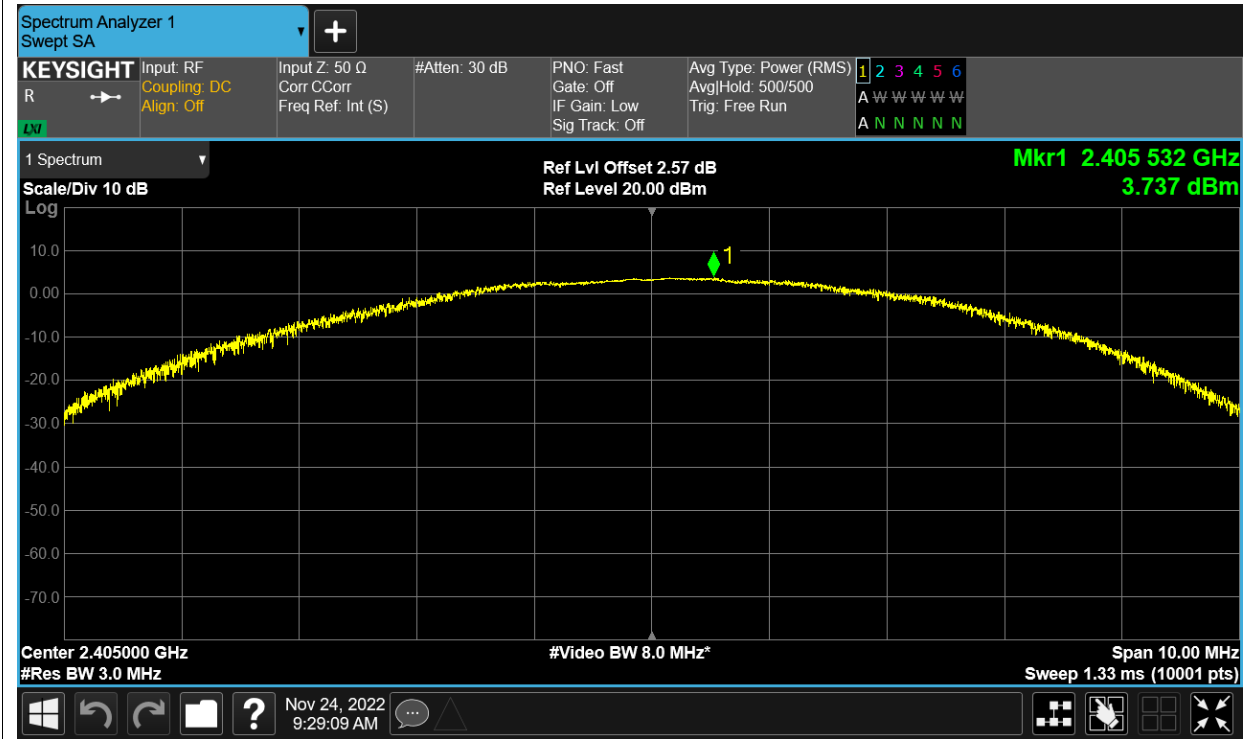 Spectrum Analyzer 1
Swept SA
+
KEYSIGHT
R
LXI
Input: RF
Coupling: DC
Align: Off
Input Z: 50 Ω
Corr CCorr
Freq Ref: Int (S)
#Atten: 30 dB
PNO: Fast
Gate: Off
IF Gain: Low
Sig Track: Off
Avg Type: Power (RMS)
Avg|Hold: 500/500
Trig: Free Run
1 2 3 4 5 6
A W W W W W
A N N N N N
1 Spectrum
Scale/Div 10 dB
Log
Ref Lvl Offset 2.57 dB
Ref Level 20.00 dBm
Mkr1 2.405 532 GHz
3.737 dBm
1
10.0
0.00
-10.0
-20.0
-30.0
-40.0
-50.0
-60.0
-70.0
Center 2.405000 GHz
#Res BW 3.0 MHz
#Video BW 8.0 MHz*
Span 10.00 MHz
Sweep 1.33 ms (10001 pts)
?
Nov 24, 2022
9:29:09 AM